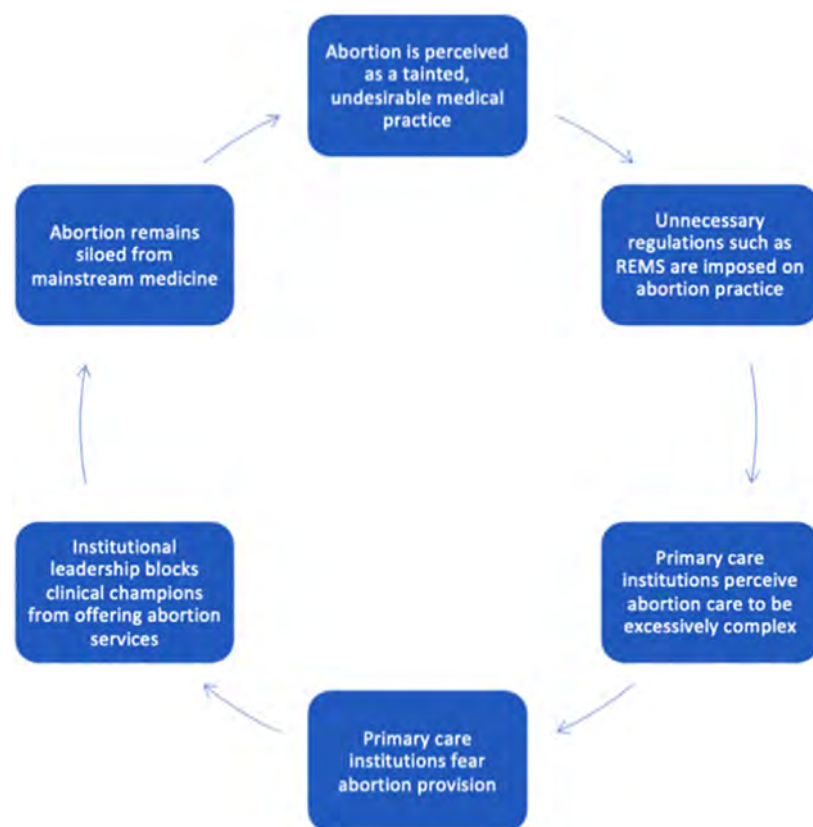 Abortion is perceived
as a tainted,
undesirable medical
practice
Unnecessary
regulations such as
REMS are imposed on
abortion practice
Primary care
institutions perceive
abortion care to be
excessively complex
Primary care
institutions fear
abortion provision
Institutional
leadership blocks
clinical champions
from offering abortion
services
Abortion remains
siloed from
mainstream medicine